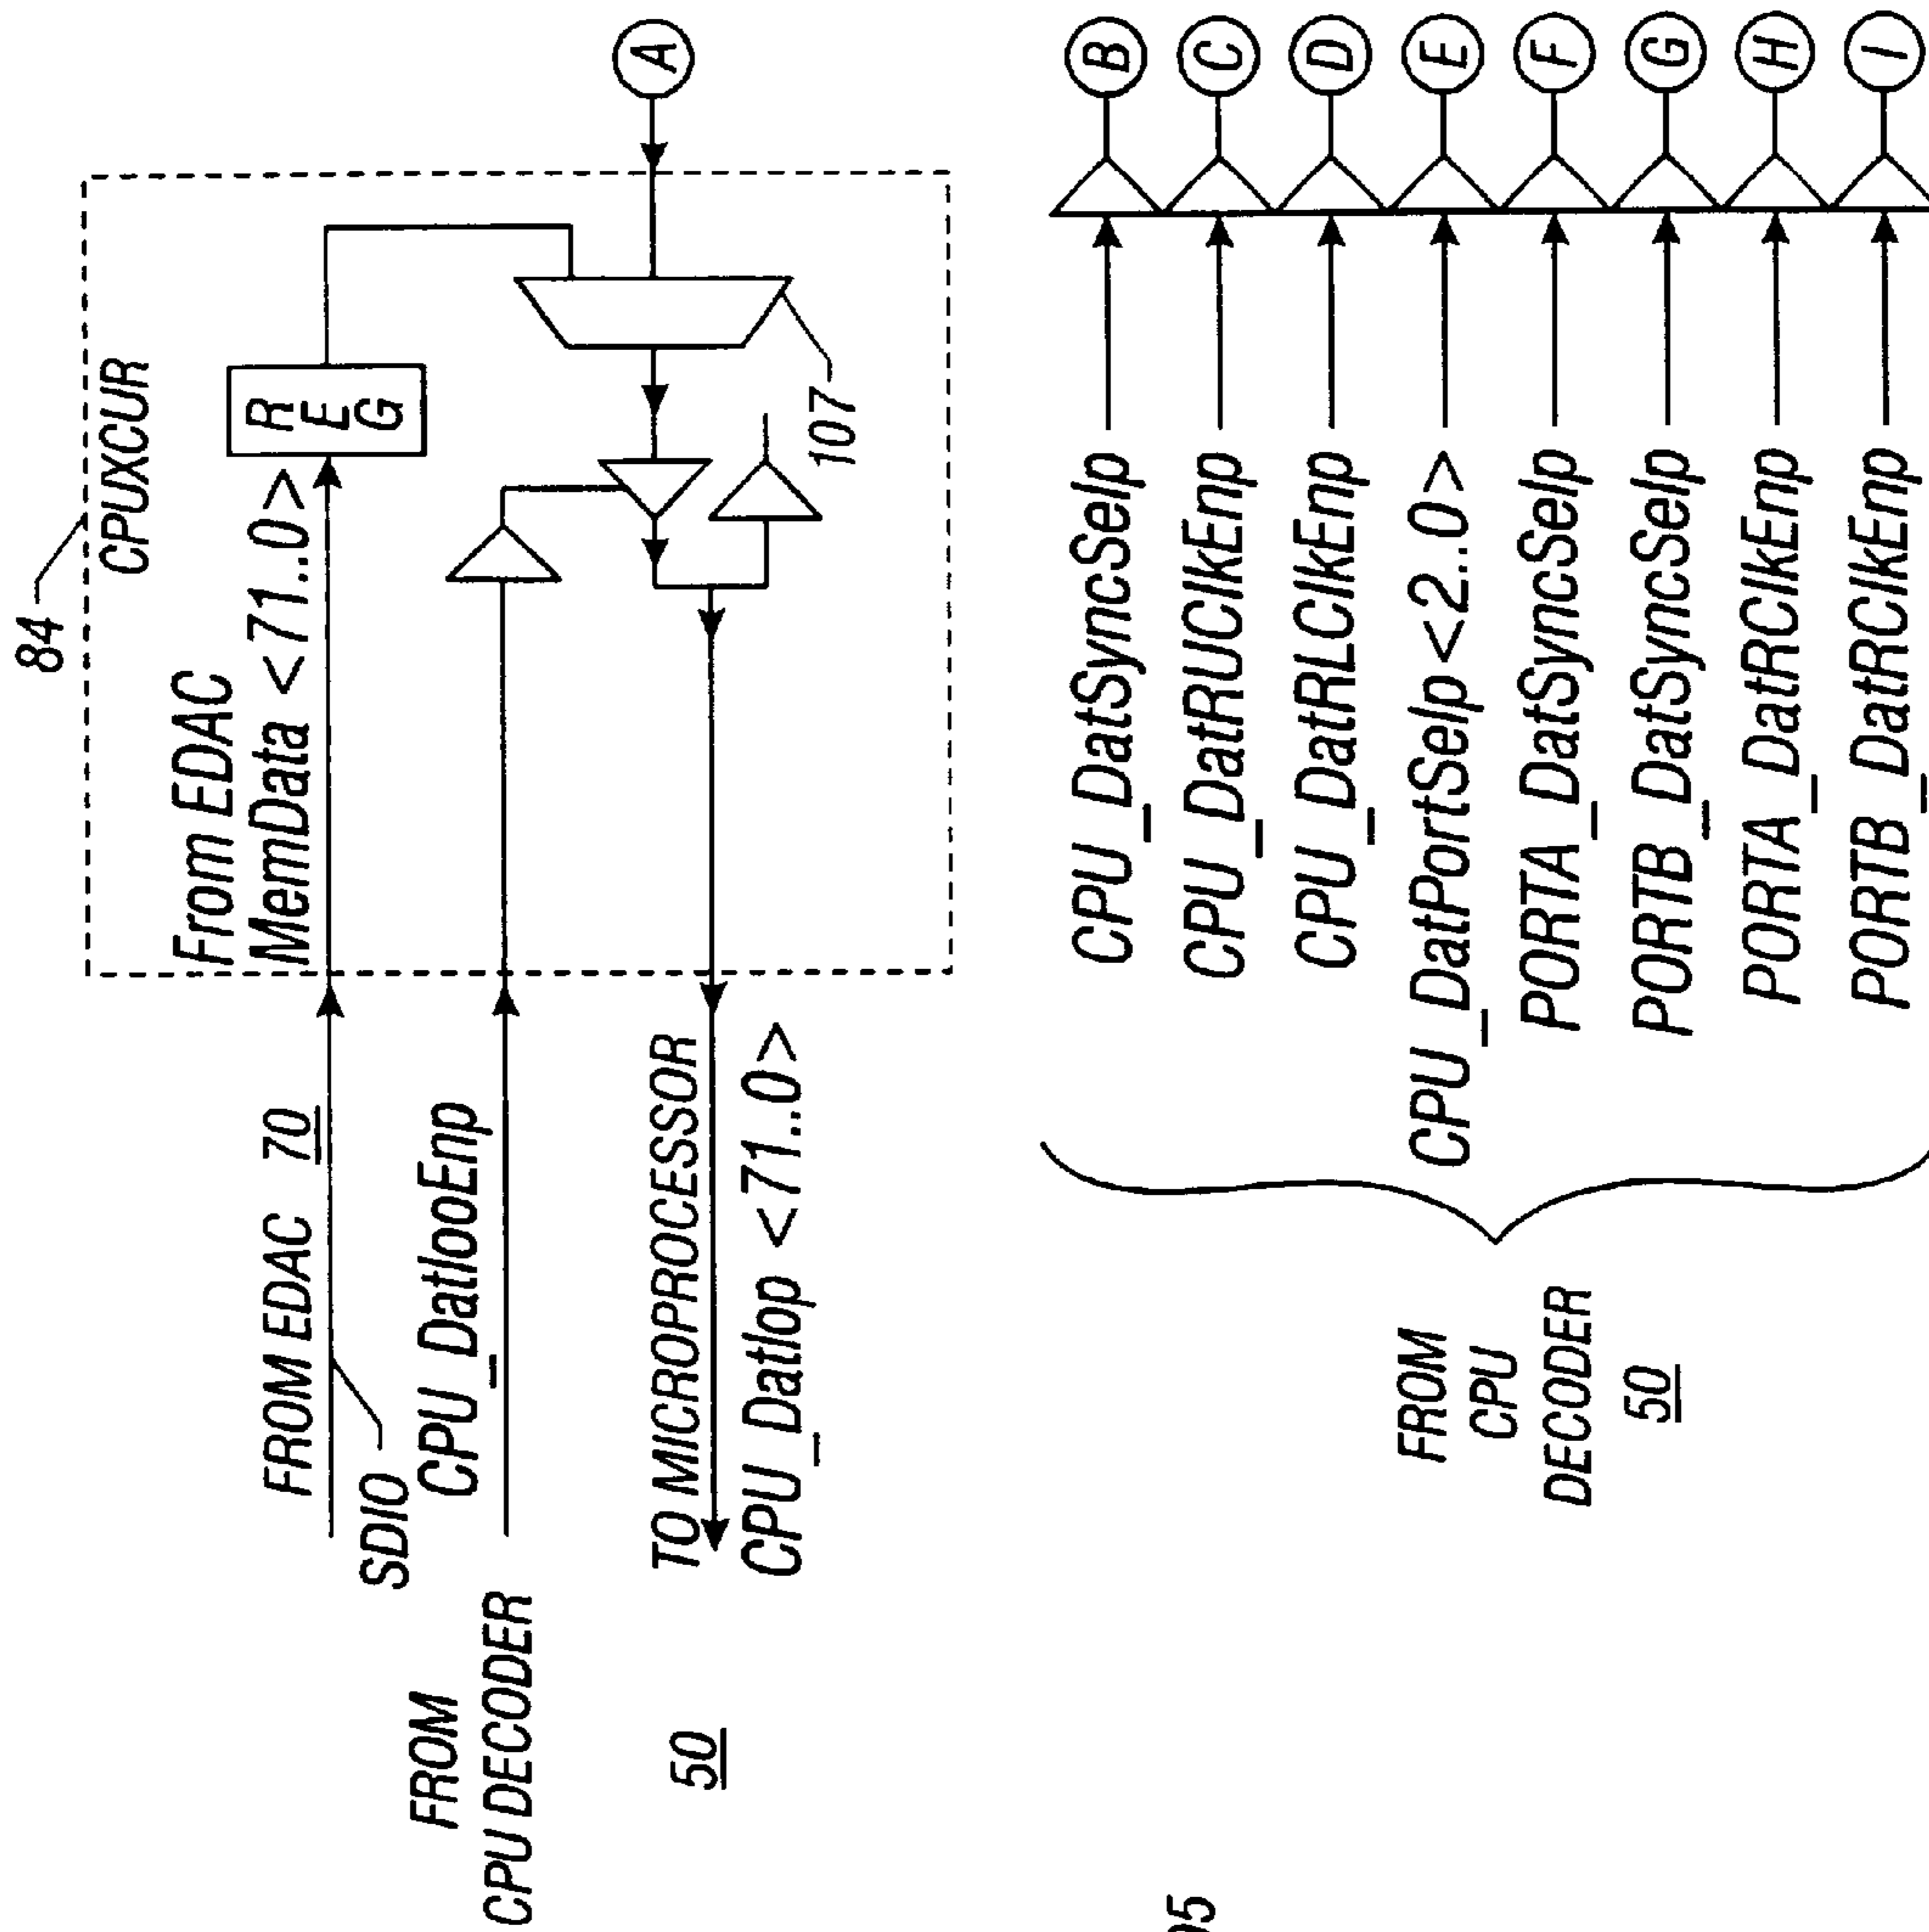 84
CPUXCUR
From EDAC
MemData <71..0>
R
E
G
107
A
FROM EDAC 70
SDIO
CPU_DatIooEnp
FROM
CPU DECODER
50
TO MICROPROCESSOR
CPU_DatIop <71..0>
CPU_DatSyncSelp
B
CPU_DatRUClkEnp
C
CPU_DatRLClkEnp
D
CPU_DatPortSelp <2..0>
E
PORTA_DatSyncSelp
F
PORTB_DatSyncSelp
G
PORTA_DatRClkEnp
H
PORTB_DatRClkEnp
I
FROM
CPU
DECODER
50